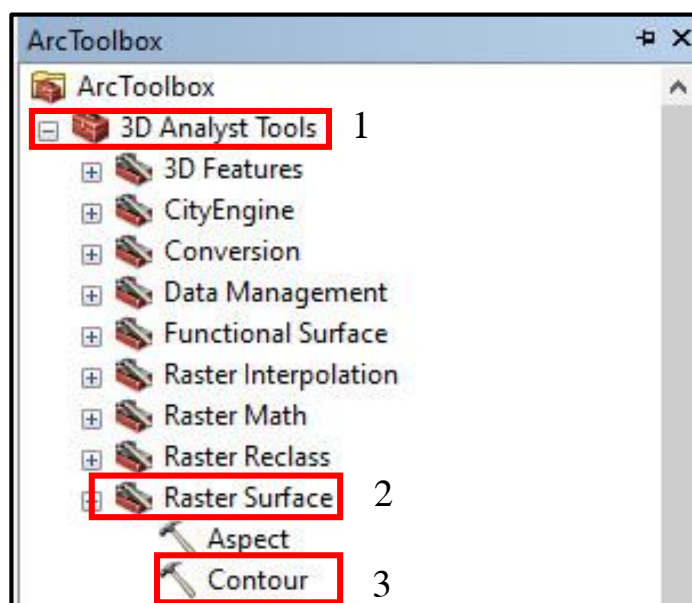 ArcToolbox
ArcToolbox
3D Analyst Tools 1
3D Features
CityEngine
Conversion
Data Management
Functional Surface
Raster Interpolation
Raster Math
Raster Reclass
Raster Surface 2
Aspect
Contour 3